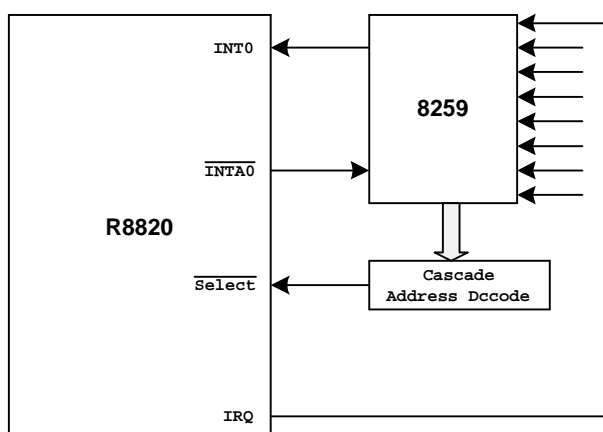 INT0
8259
INTA0
R8820
Cascade
Address Dccode
Select
IRQ